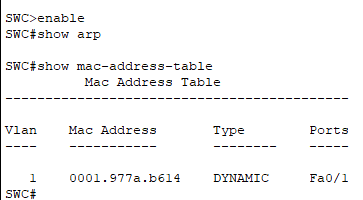 SWC>enable
SWC#show arp
SWC#show mac-address-table
Mac Address Table
-------------------------------------------
Vlan    Mac Address       Type        Ports
----    -----------       --------    -----
1    0001.977a.b614    DYNAMIC     Fa0/1
SWC#